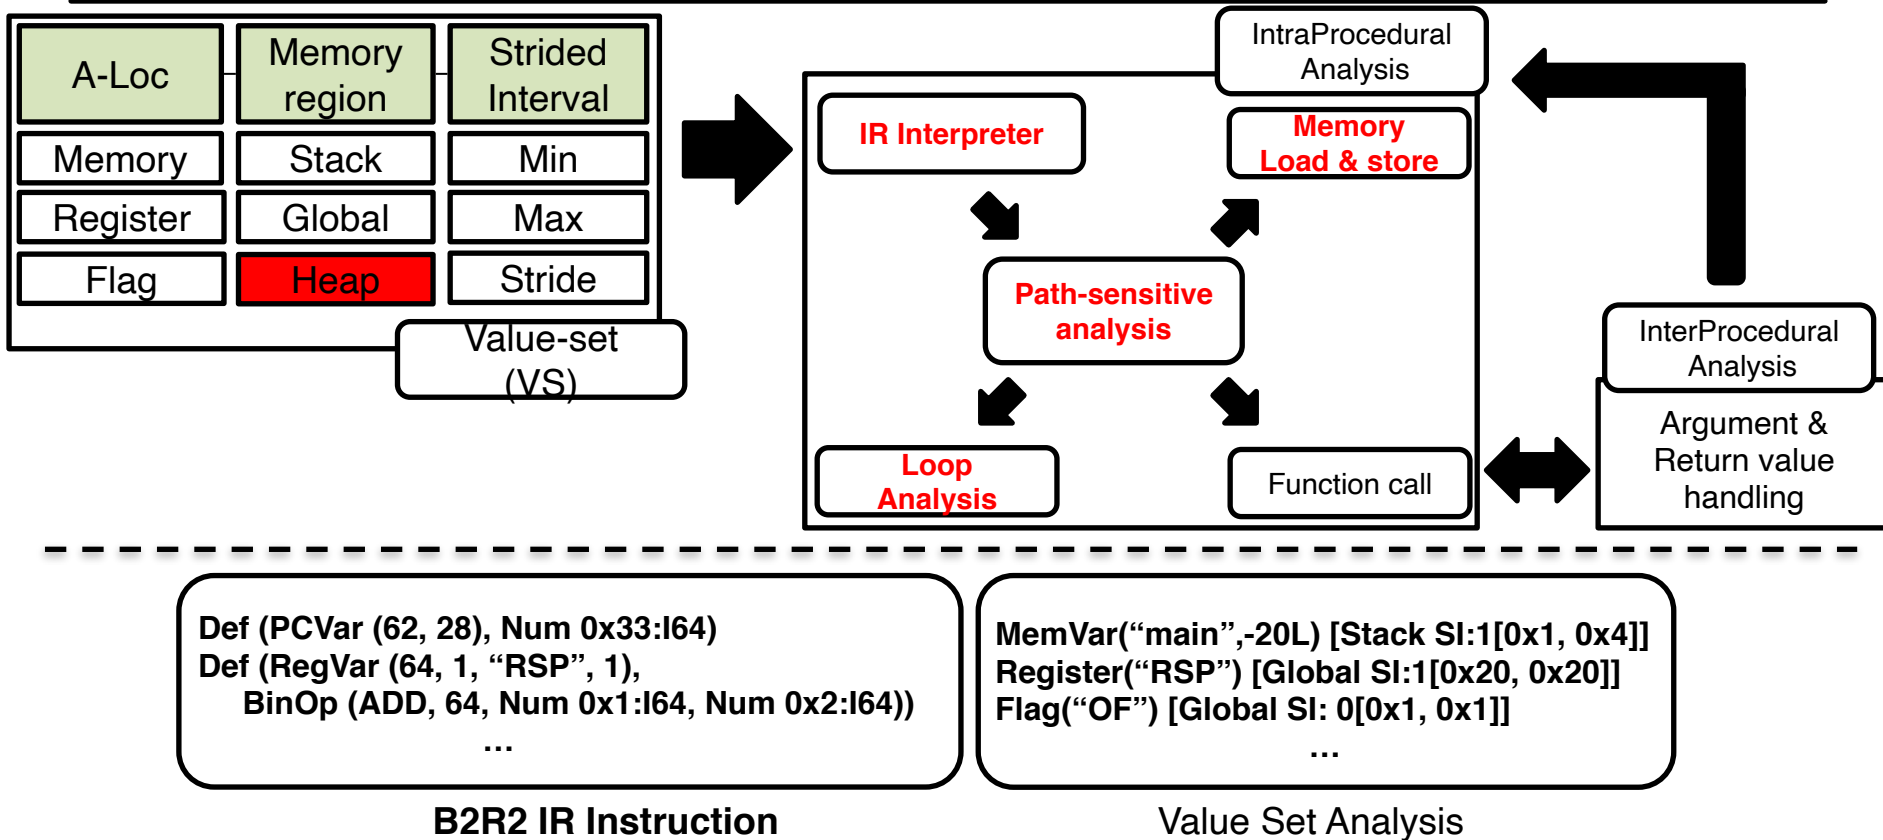 A-Loc
Memory
region
Strided
Interval
Memory
Stack
Min
Register
Global
Max
Flag
Heap
Stride
Value-set
(VS)
IntraProcedural
Analysis
IR Interpreter
Memory
Load & store
Path-sensitive
analysis
Loop
Analysis
Function call
InterProcedural
Analysis
Argument &
Return value
handling
Def (PCVar (62, 28), Num 0x33:I64)
Def (RegVar (64, 1, “RSP”, 1),
BinOp (ADD, 64, Num 0x1:I64, Num 0x2:I64))
…
MemVar(“main”,-20L) [Stack SI:1[0x1, 0x4]]
Register(“RSP”) [Global SI:1[0x20, 0x20]]
Flag(“OF”) [Global SI: 0[0x1, 0x1]]
…
B2R2 IR Instruction
Value Set Analysis